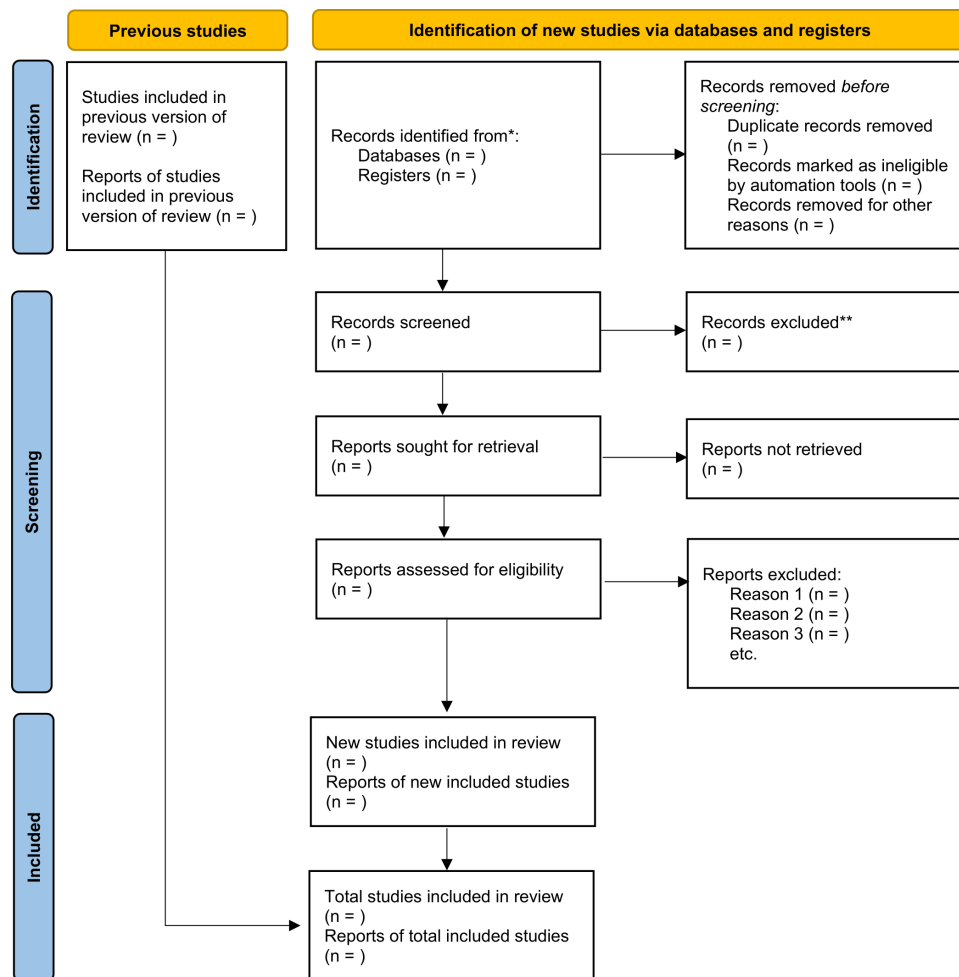 Previous studies
Identification of new studies via databases and registers
Identification
Studies included in
previous version of
review (n = )
Reports of studies
included in previous
version of review (n = )
Records identified from*:
Databases (n = )
Registers (n = )
Records removed before
screening:
Duplicate records removed
(n = )
Records marked as ineligible
by automation tools (n = )
Records removed for other
reasons (n = )
Screening
Records screened
(n = )
Records excluded**
(n = )
Reports sought for retrieval
(n = )
Reports not retrieved
(n = )
Reports assessed for eligibility
(n = )
Reports excluded:
Reason 1 (n = )
Reason 2 (n = )
Reason 3 (n = )
etc.
Included
New studies included in review
(n = )
Reports of new included studies
(n = )
Total studies included in review
(n = )
Reports of total included studies
(n = )